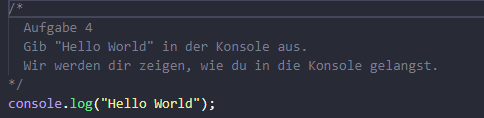 /*
Aufgabe 4
Gib "Hello World" in der Konsole aus.
Wir werden dir zeigen, wie du in die Konsole gelangst.
*/
console.log("Hello World");